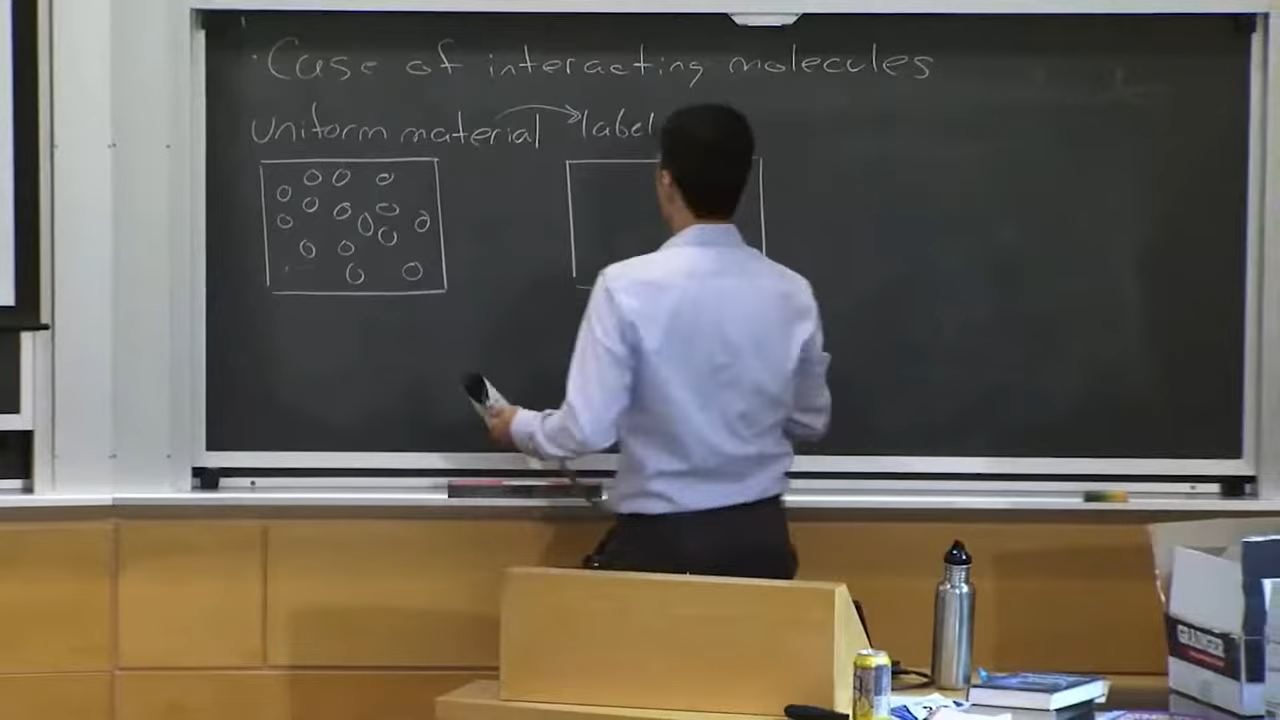 · Case of interacting molecules
uniform material → label